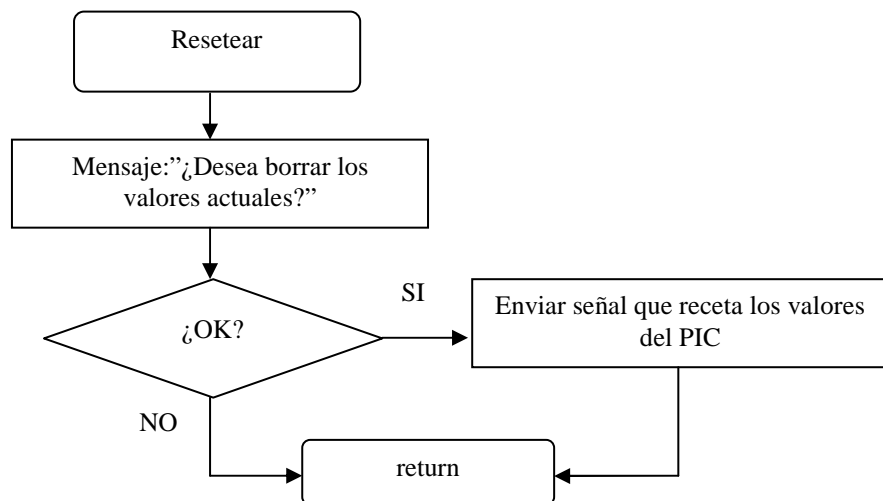 Resetear
Mensaje:”¿Desea borrar los
valores actuales?”
¿OK?
SI
Enviar señal que receta los valores
del PIC
NO
return